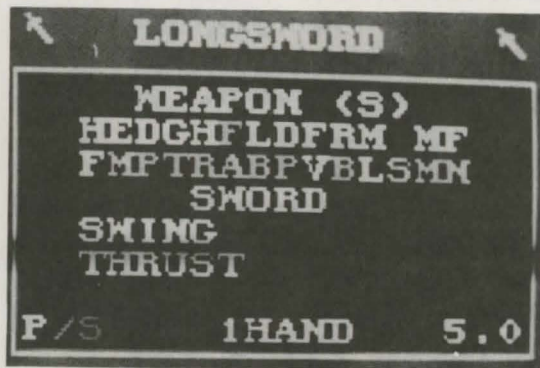 LONGSWORD
WEAPON (S)
HEDGHFLDFRM MF
FMPTRABPVBLSMN
SWORD
SWING
THRUST
P/S 1HAND 5.0